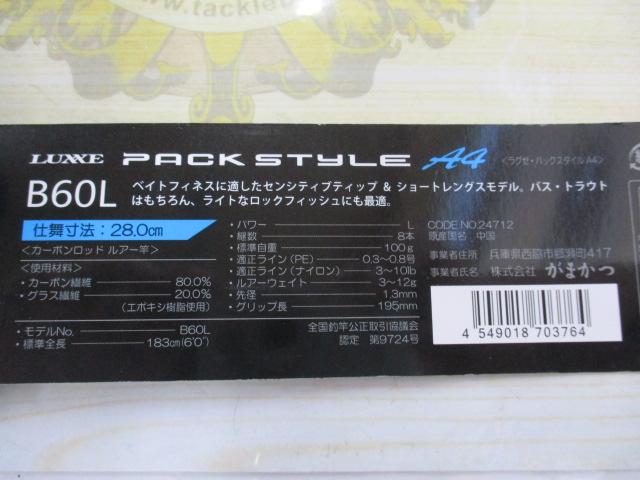 www.tackleb
LUXXE PACK STYLE A4 <ラグゼ・パックスタイル A4>
B60L
ベイトフィネスに適したセンシティブティップ & ショートレングスモデル。バス・トラウト
はもちろん、ライトなロックフィッシュにも最適。
仕舞寸法:28.0cm
<カーボンロッド ルアー竿>
<使用材料>
・カーボン繊維 80.0%
・グラス繊維 20.0%
(エポキシ樹脂使用)
・モデルNo. B60L
・標準全長 183cm(6'0")
・パワー L
・継数 8本
・標準自重 100g
・適正ライン(PE) 0.3〜0.8号
・適正ライン(ナイロン) 3〜10lb
・ルアーウェイト 3〜12g
・先径 1.3mm
・グリップ長 195mm
全国釣竿公正取引協議会
認定 第9724号
CODE NO.24712
原産国名 中国
事業者住所 兵庫県西脇市郷瀬町417
事業者氏名 株式会社 がまかつ
4 549018 703764